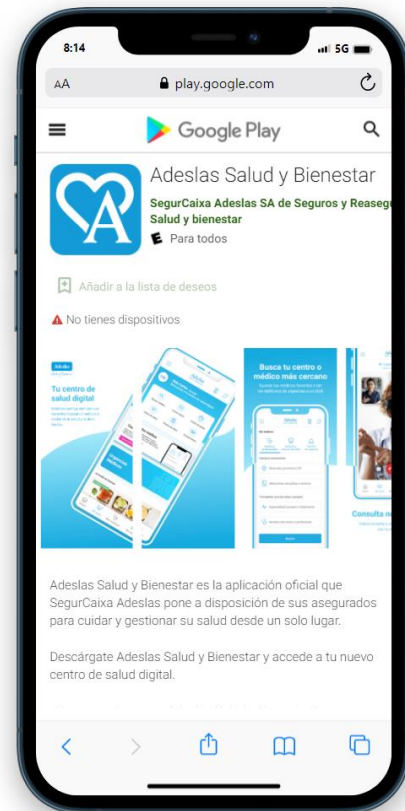 8:14
5G
AA
play.google.com
Google Play
Adeslas Salud y Bienestar
SegurCaixa Adeslas SA de Seguros y Reaseg
Salud y bienestar
E Para todos
Añadir a la lista de deseos
No tienes dispositivos
Adeslas
Tu centro de
salud digital
Busca tu centro o
médico más cercano
Consulta
Adeslas Salud y Bienestar es la aplicación oficial que
SegurCaixa Adeslas pone a disposición de sus asegurados
para cuidar y gestionar su salud desde un solo lugar.
Descárgate Adeslas Salud y Bienestar y accede a tu nuevo
centro de salud digital.